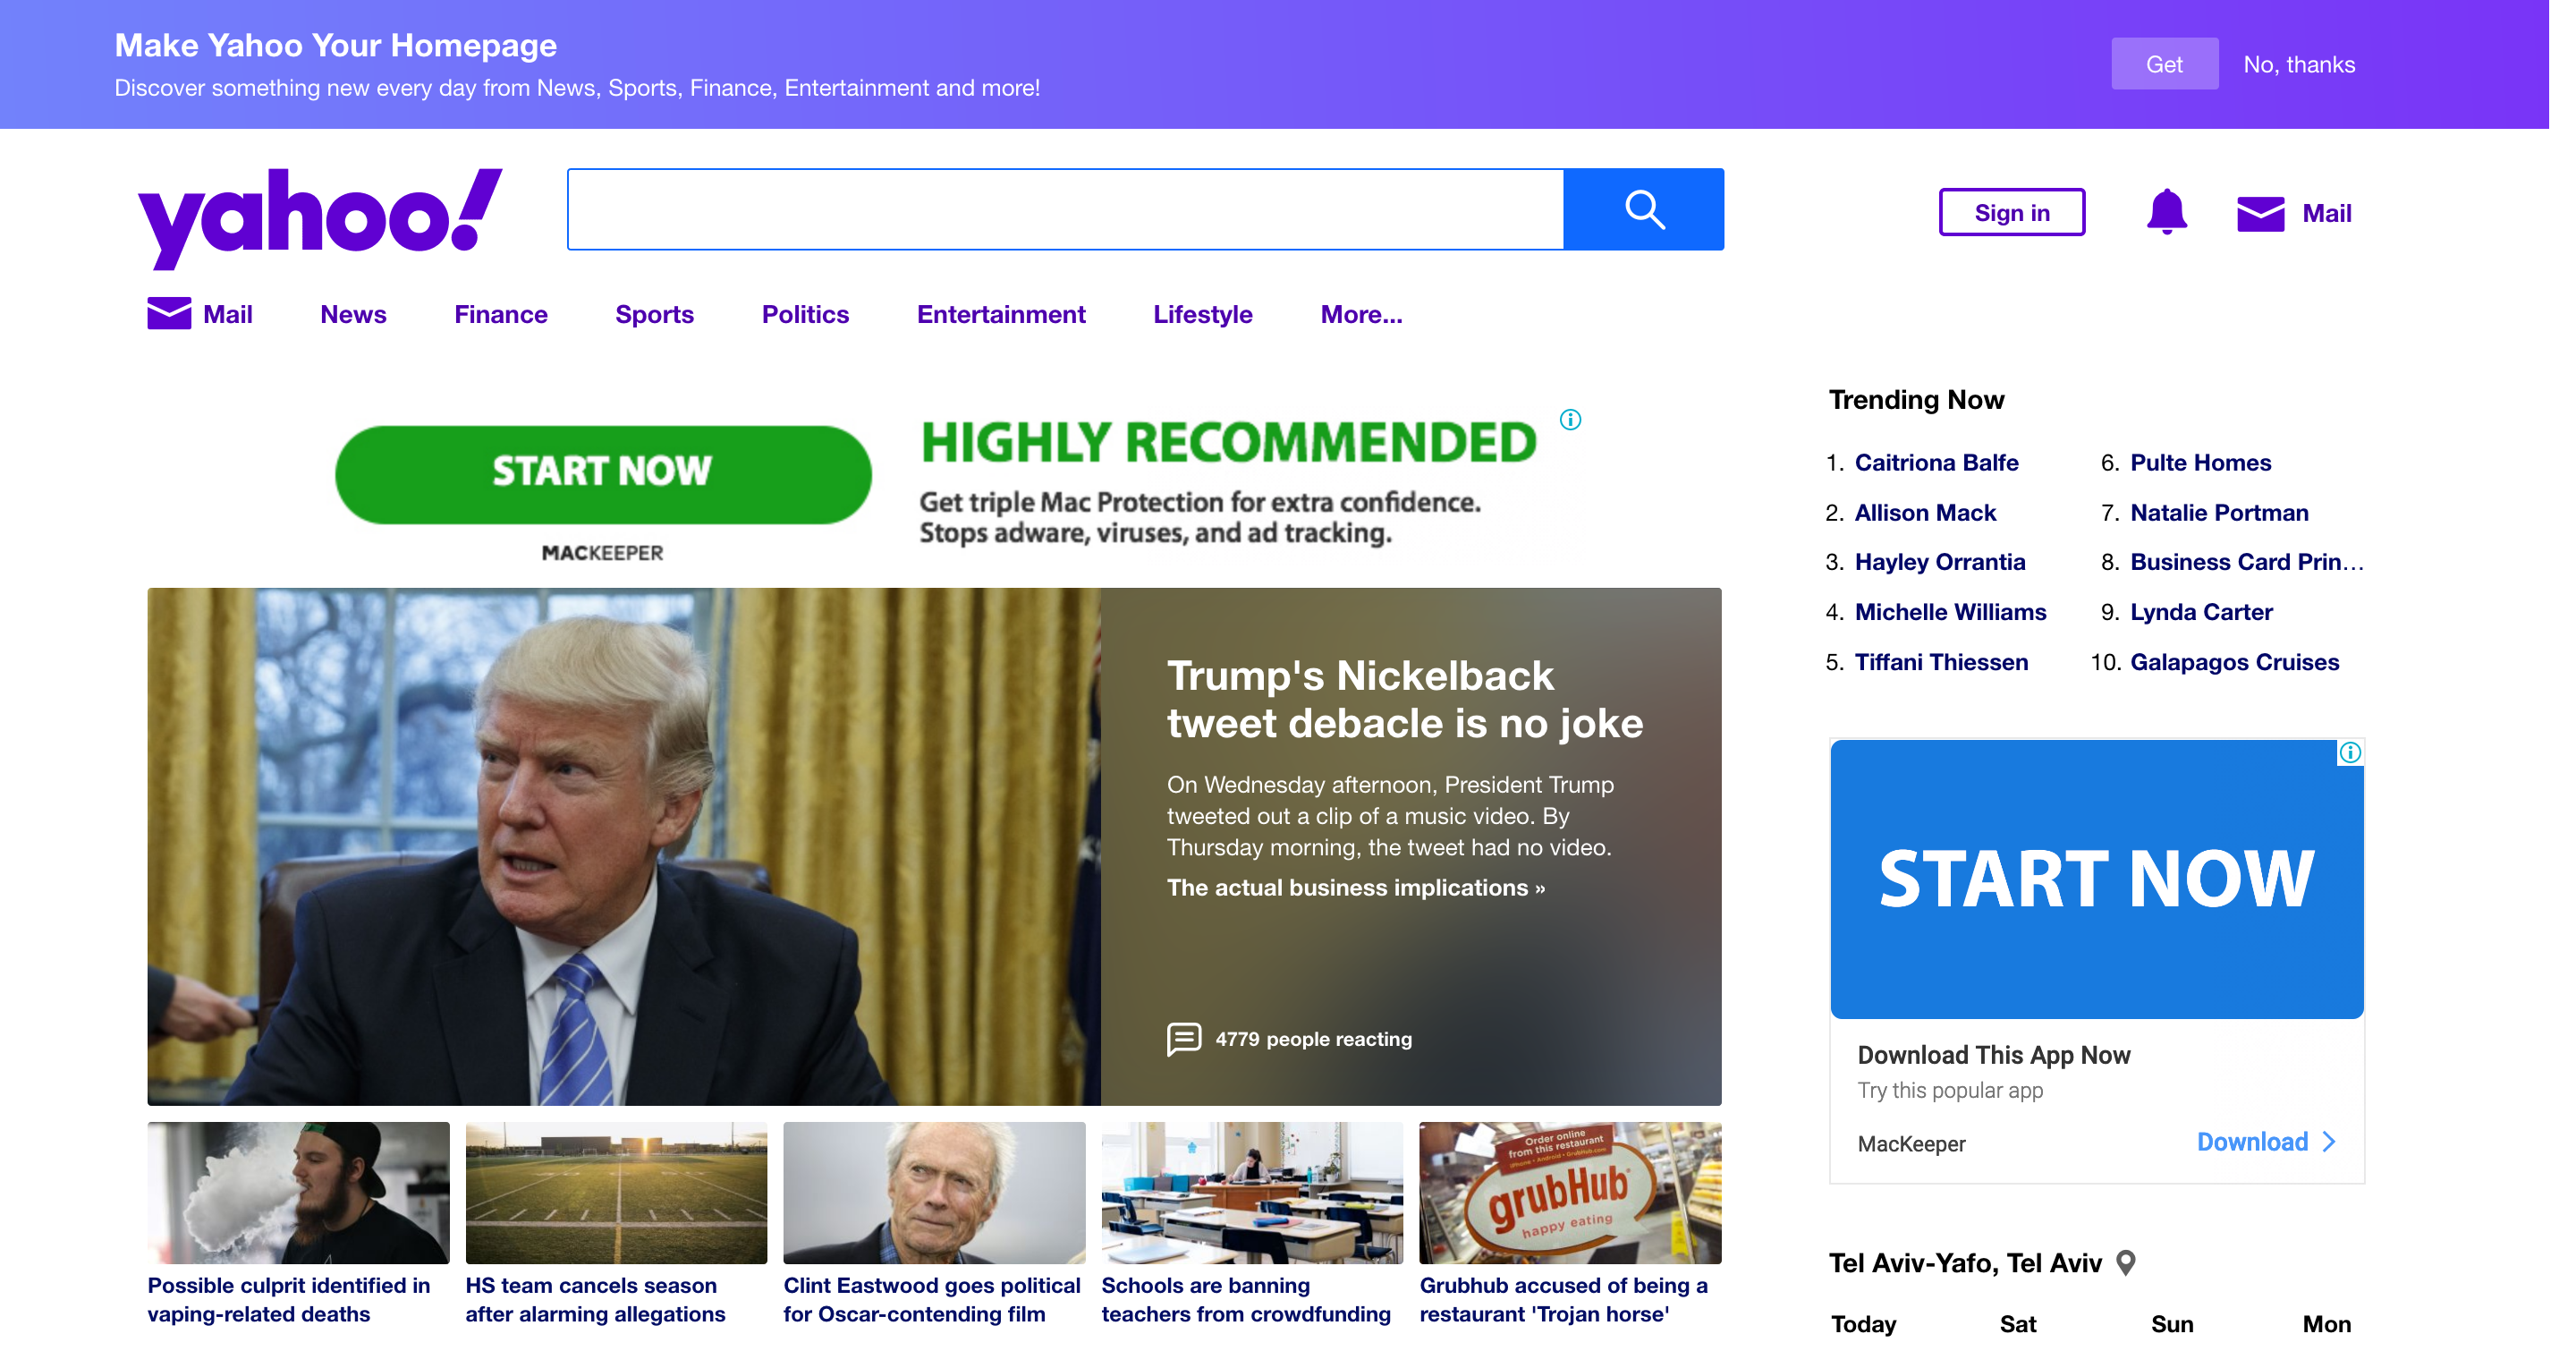 Make Yahoo Your Homepage
Discover something new every day from News, Sports, Finance, Entertainment and more!
Get
No, thanks
yahoo!
Sign in
Mail
Mail
News
Finance
Sports
Politics
Entertainment
Lifestyle
More...
START NOW
MACKEEPER
HIGHLY RECOMMENDED
Get triple Mac Protection for extra confidence.
Stops adware, viruses, and ad tracking.
Trump's Nickelback
tweet debacle is no joke
On Wednesday afternoon, President Trump
tweeted out a clip of a music video. By
Thursday morning, the tweet had no video.
The actual business implications »
4779 people reacting
Order online
from this restaurant
grubHub
happy eating
Possible culprit identified in
vaping-related deaths
HS team cancels season
after alarming allegations
Clint Eastwood goes political
for Oscar-contending film
Schools are banning
teachers from crowdfunding
Grubhub accused of being a
restaurant 'Trojan horse'
Trending Now
1. Caitriona Balfe
2. Allison Mack
3. Hayley Orrantia
4. Michelle Williams
5. Tiffani Thiessen
6. Pulte Homes
7. Natalie Portman
8. Business Card Prin...
9. Lynda Carter
10. Galapagos Cruises
START NOW
Download This App Now
Try this popular app
MacKeeper
Download
Tel Aviv-Yafo, Tel Aviv
Today
Sat
Sun
Mon